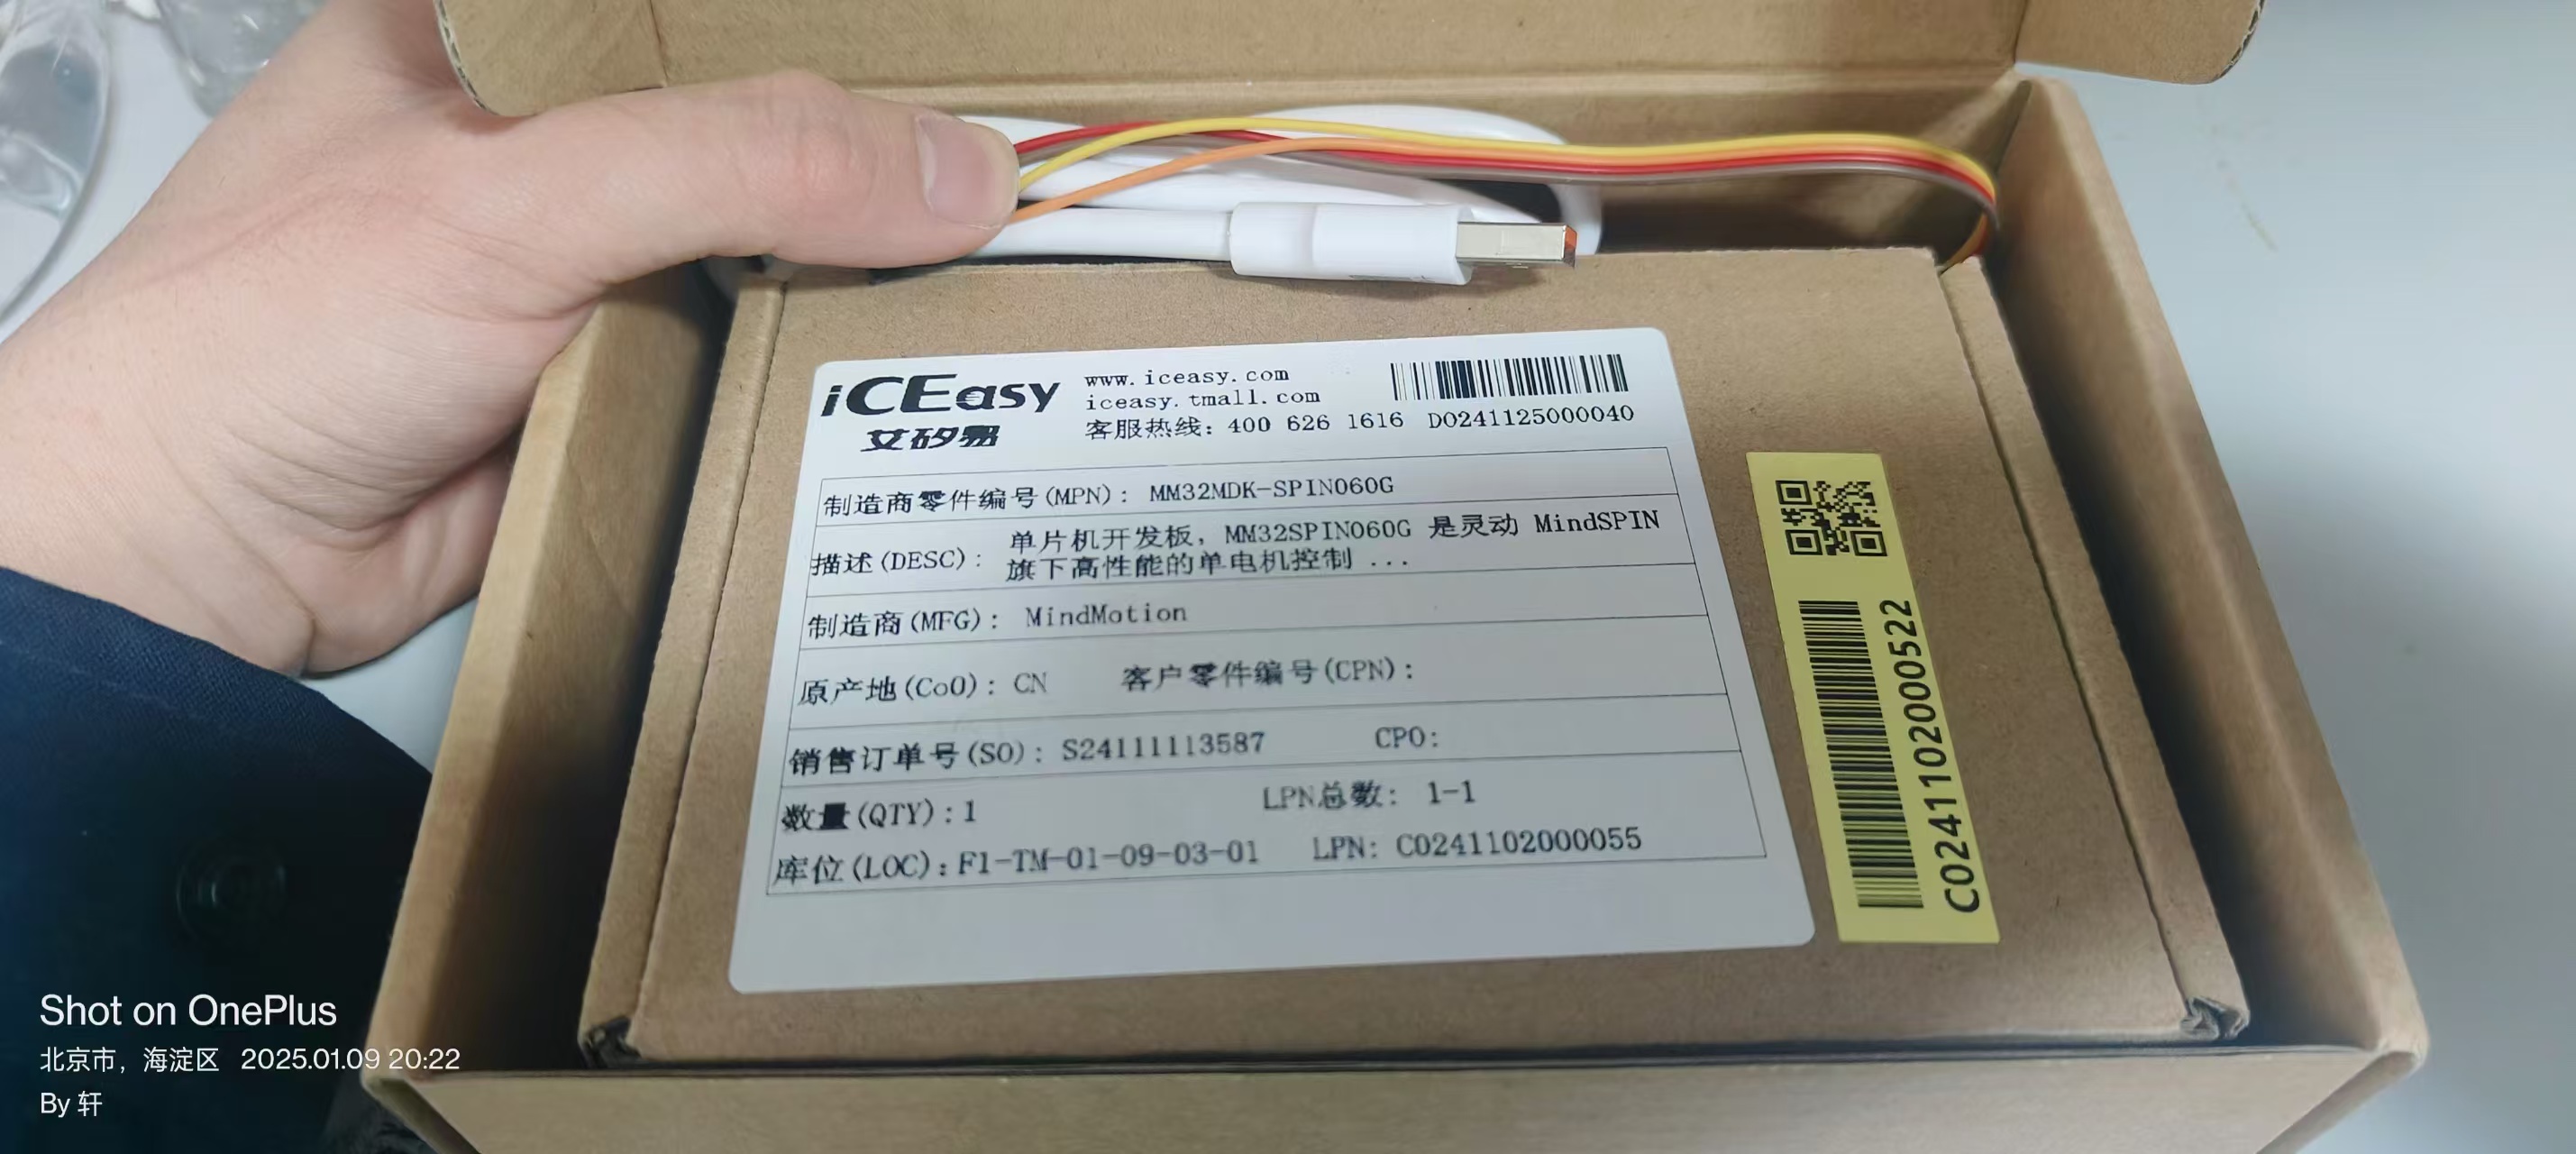 iCEasy
艾矽易
www.iceasy.com
iceasy.tmall.com
客服热线: 400 626 1616 DO241125000040
制造商零件编号(MPN): MM32MDK-SPIN060G
描述(DESC): 单片机开发板, MM32SPIN060G 是灵动 MindSPIN
旗下高性能的单电机控制 ...
制造商(MFG): MindMotion
原产地(CoO): CN 客户零件编号(CPN):
销售订单号(SO): S24111113587 CPO:
数量(QTY):1 LPN总数: 1-1
库位(LOC):F1-TM-01-09-03-01 LPN: C0241102000055
C0241102000522
Shot on OnePlus
北京市，海淀区 2025.01.09 20:22
By 轩